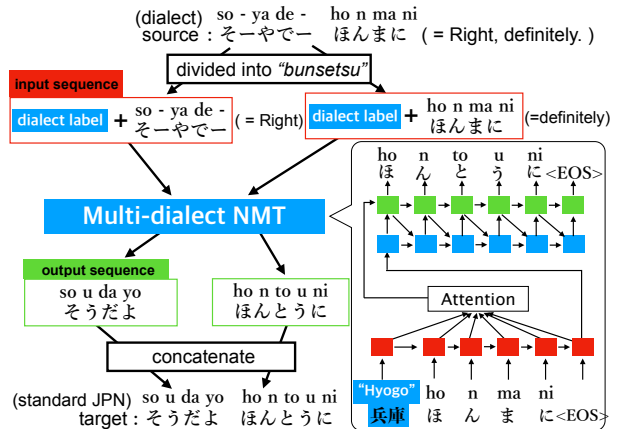 (dialect) so - ya de -  ho n ma ni
source : そーやでー ほんまに ( = Right, definitely. )
divided into "bunsetsu"
input sequence
dialect label + so - ya de -
そーやでー ( = Right)
dialect label + ho n ma ni
ほんまに (=definitely)
Multi-dialect NMT
output sequence
so u da yo
そうだよ
ho n to u ni
ほんとうに
concatenate
(standard JPN) so u da yo ho n to u ni
target : そうだよ ほんとうに
ho n to u ni
ほ ん と う に <EOS>
Attention
"Hyogo" ho n ma ni
兵庫 ほ ん ま に <EOS>